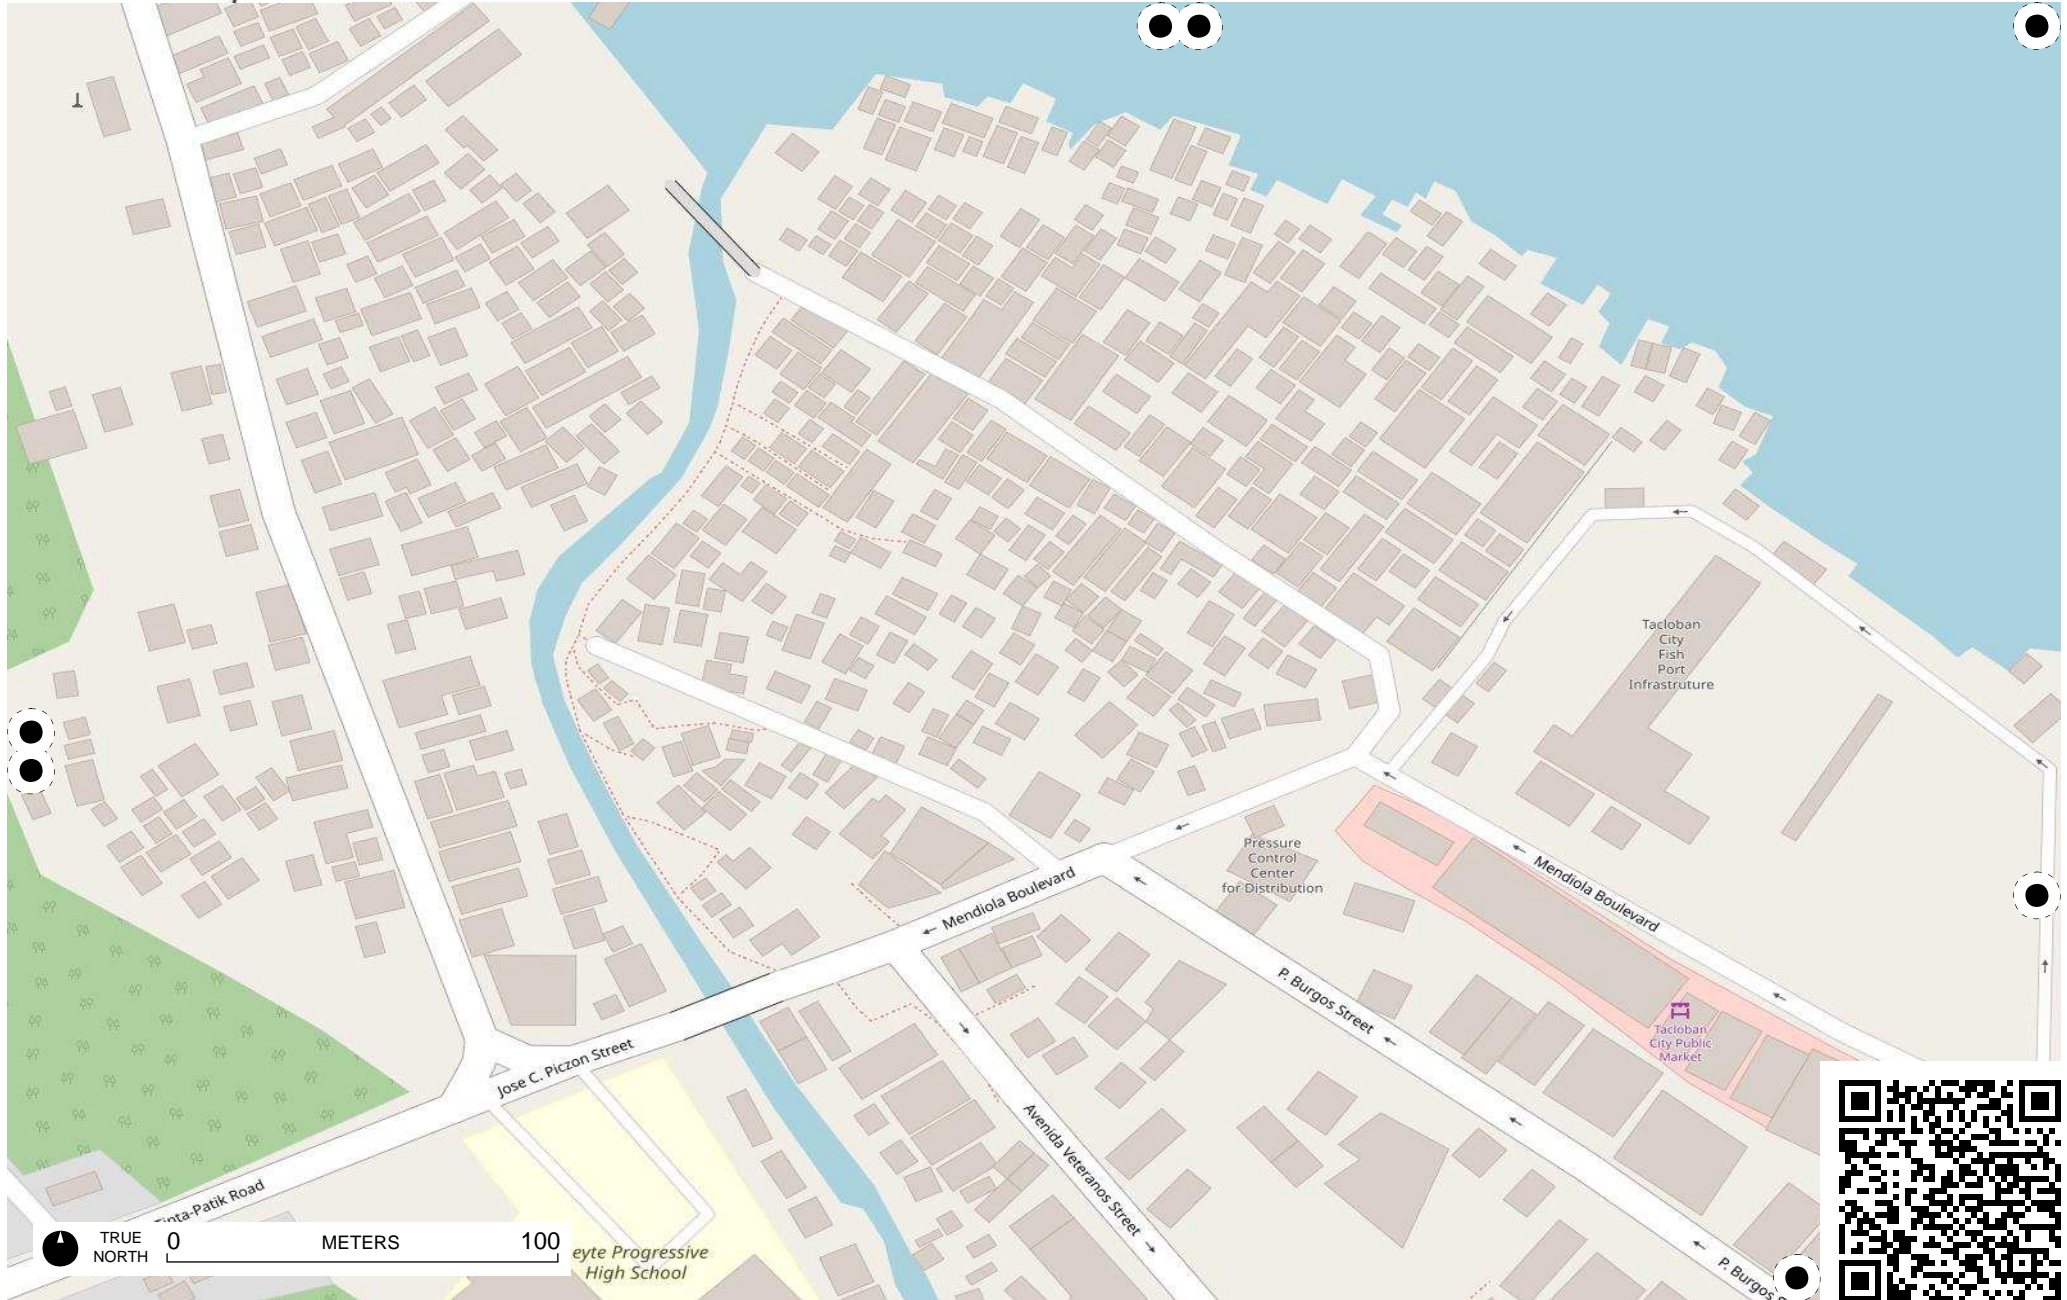 Tacloban
City
Fish
Port
Infrastruture
Pressure
Control
Center
for Distribution
Mendiola Boulevard
Mendiola Boulevard
P. Burgos Street
Tacloban
City Public
Market
Jose C. Piczon Street
Avenida Veteranos Street
Tinta-Patik Road
TRUE
NORTH
0 METERS 100
eyte Progressive
High School
P. Burgos S